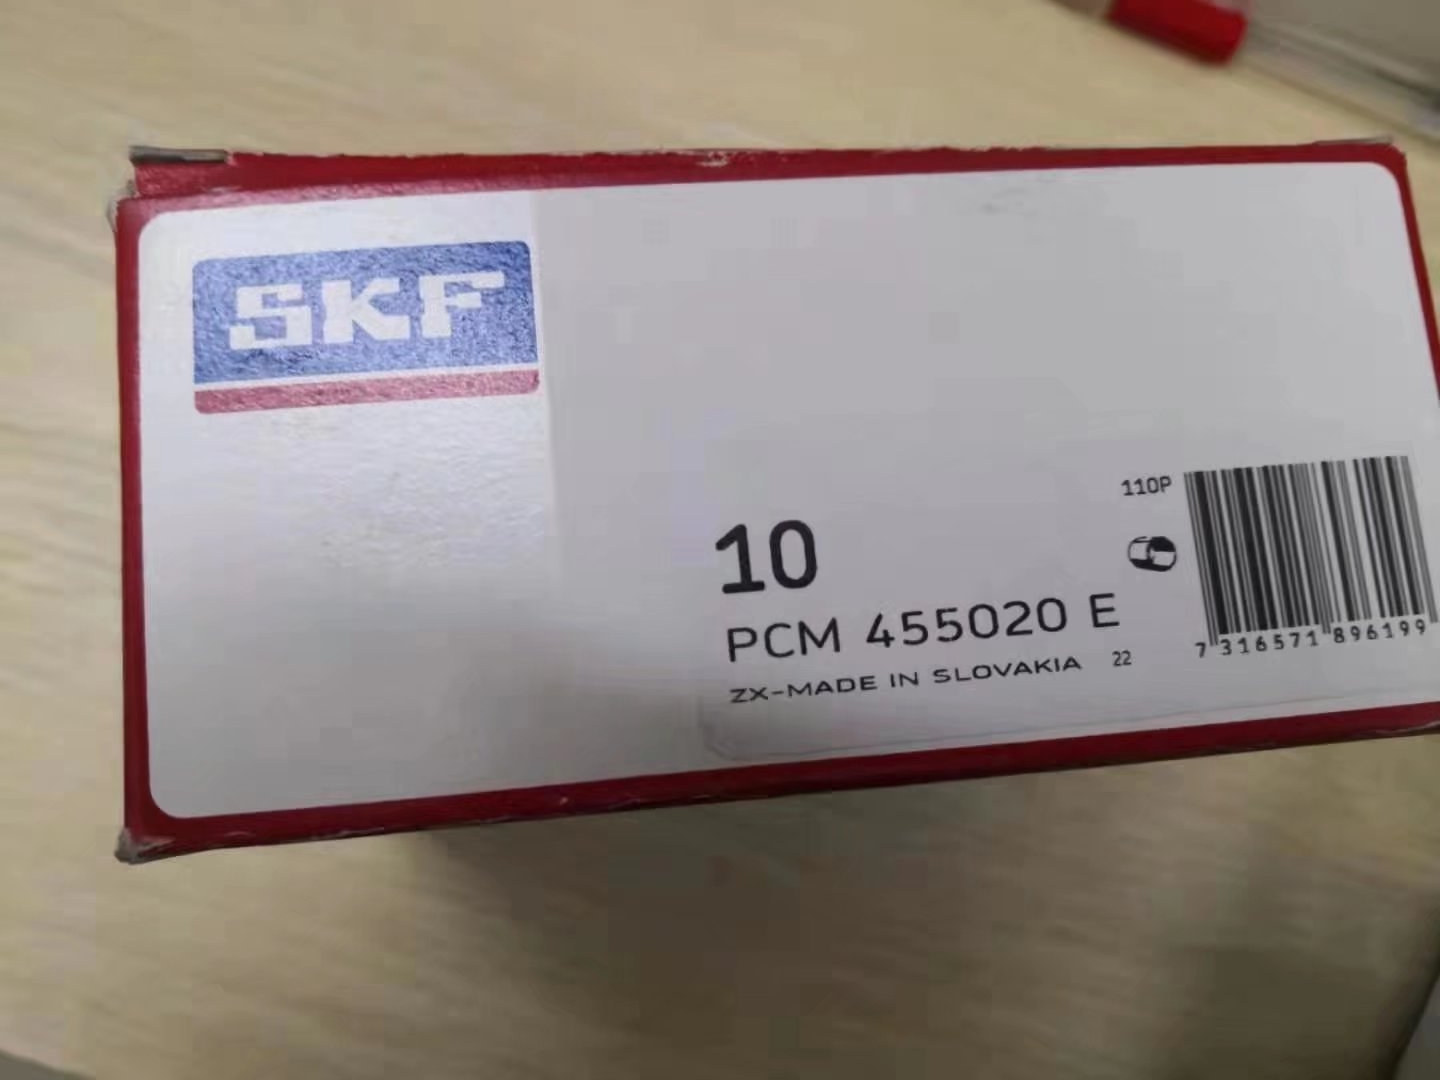 SKF
110P
10
PCM 455020 E
ZX-MADE IN SLOVAKIA 22
7 316571 896199